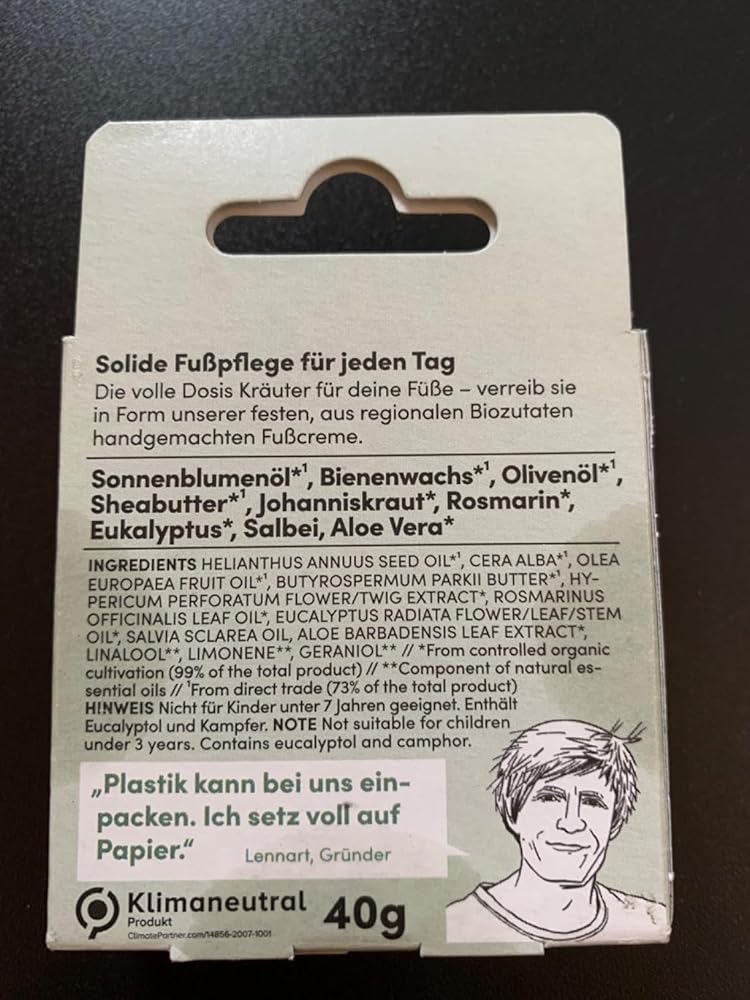 Solide Fußpflege für jeden Tag
Die volle Dosis Kräuter für deine Füße – verreib sie
in Form unserer festen, aus regionalen Biozutaten
handgemachten Fußcreme.
Sonnenblumenöl*¹, Bienenwachs*¹, Olivenöl*¹,
Sheabutter*¹, Johanniskraut*, Rosmarin*,
Eukalyptus*, Salbei, Aloe Vera*
INGREDIENTS HELIANTHUS ANNUUS SEED OIL*¹, CERA ALBA*¹, OLEA
EUROPAEA FRUIT OIL*¹, BUTYROSPERMUM PARKII BUTTER*¹, HY-
PERICUM PERFORATUM FLOWER/TWIG EXTRACT*, ROSMARINUS
OFFICINALIS LEAF OIL*, EUCALYPTUS RADIATA FLOWER/LEAF/STEM
OIL*, SALVIA SCLAREA OIL, ALOE BARBADENSIS LEAF EXTRACT*,
LINALOOL**, LIMONENE**, GERANIOL** // *From controlled organic
cultivation (99% of the total product) // **Component of natural es-
sential oils // ¹From direct trade (73% of the total product)
HINWEIS Nicht für Kinder unter 7 Jahren geeignet. Enthält
Eucalyptol und Kampfer. NOTE Not suitable for children
under 3 years. Contains eucalyptol and camphor.
„Plastik kann bei uns ein-
packen. Ich setz voll auf
Papier.“
Lennart, Gründer
Klimaneutral
Produkt
ClimatePartner.com/14856-2007-1001
40g